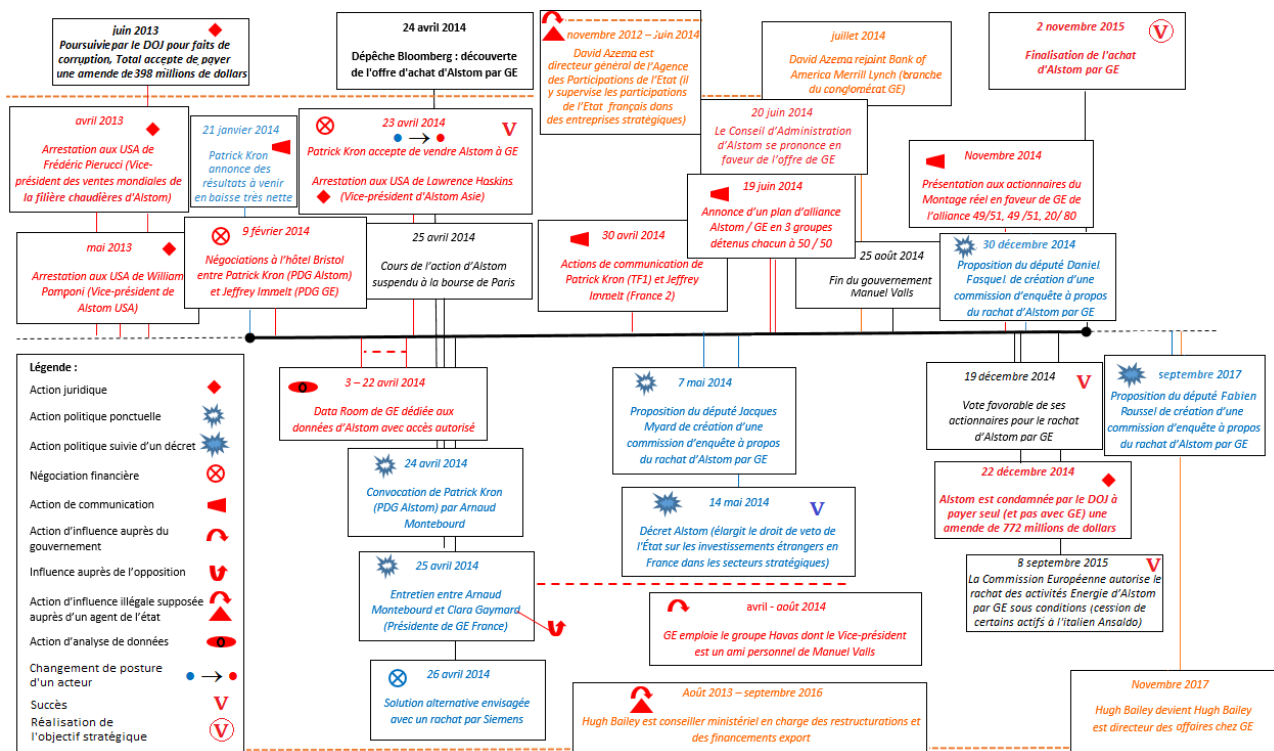 juin 2013
Poursuivie par le DOJ pour faits de
corruption, Total accepte de payer
une amende de 398 millions de dollars
24 avril 2014
Dépêche Bloomberg : découverte
de l'offre d'achat d'Alstom par GE
novembre 2012 – Juin 2014
David Azema est
directeur général de l'Agence
des Participations de l'Etat (il
y supervise les participations
de l'Etat français dans
des entreprises stratégiques)
juillet 2014
David Azema rejoint Bank of
America Merrill Lynch (branche
du conglomérat GE)
2 novembre 2015
V
Finalisation de l'achat
d'Alstom par GE
avril 2013
Arrestation aux USA de
Frédéric Pierucci (Vice-
président des ventes mondiales de
la filière chaudières d'Alstom)
21 janvier 2014
Patrick Kron
annonce des
résultats à venir
en baisse très nette
23 avril 2014
V
Patrick Kron accepte de vendre Alstom à GE
Arrestation aux USA de Lawrence Hoskins
(Vice-président d'Alstom Asie)
20 juin 2014
Le Conseil d'Administration
d'Alstom se prononce en
faveur de l'offre de GE
19 juin 2014
Annonce d'un plan d'alliance
Alstom / GE en 3 groupes
détenus chacun à 50 / 50
Novembre 2014
Présentation aux actionnaires du
Montage réel en faveur de GE de
l'alliance 49/51, 49 /51, 20/ 80
mai 2013
Arrestation aux USA de William
Pomponi (Vice-président de
Alstom USA)
9 février 2014
Négociations à l'hôtel Bristol
entre Patrick Kron (PDG Alstom)
et Jeffrey Immelt (PDG GE)
25 avril 2014
Cours de l'action d'Alstom
suspendu à la bourse de Paris
30 avril 2014
Actions de communication de
Patrick Kron (TF1) et Jeffrey
Immelt (France 2)
25 août 2014
Fin du gouvernement
Manuel Valls
30 décembre 2014
Proposition du député Daniel
Fasquel de création d'une
commission d'enquête à propos
du rachat d'Alstom par GE
Légende :
Action juridique
Action politique ponctuelle
Action politique suivie d'un décret
Négociation financière
Action de communication
Action d'influence auprès du
gouvernement
Influence auprès de l'opposition
Action d'influence illégale supposée
auprès d'un agent de l'état
Action d'analyse de données
Changement de posture
d'un acteur
Succès
V
Réalisation de
l'objectif stratégique
V
3 – 22 avril 2014
Data Room de GE dédiée aux
données d'Alstom avec accès autorisé
24 avril 2014
Convocation de Patrick Kron
(PDG Alstom) par Arnaud
Montebourd
25 avril 2014
Entretien entre Arnaud
Montebourd et Clara Gaymard
(Présidente de GE France)
26 avril 2014
Solution alternative envisagée
avec un rachat par Siemens
7 mai 2014
Proposition du député Jacques
Myard de création d'une
commission d'enquête à propos
du rachat d'Alstom par GE
14 mai 2014
V
Décret Alstom (élargit le droit de veto de
l'État sur les investissements étrangers en
France dans les secteurs stratégiques)
avril - août 2014
GE emploie le groupe Havas dont le Vice-président
est un ami personnel de Manuel Valls
Août 2013 – septembre 2016
Hugh Bailey est conseiller ministériel en charge des restructurations et
des financements export
19 décembre 2014
V
Vote favorable de ses
actionnaires pour le rachat
d'Alstom par GE
22 décembre 2014
Alstom est condamnée par le DOJ à
payer seul (et pas avec GE) une
amende de 772 millions de dollars
8 septembre 2015
V
La Commission Européenne autorise le
rachat des activités Energie d'Alstom
par GE sous conditions (cession de
certains actifs à l'italien Ansaldo)
septembre 2017
Proposition du député Fabien
Roussel de création d'une
commission d'enquête à propos
du rachat d'Alstom par GE
Novembre 2017
Hugh Bailey devient Hugh Bailey
est directeur des affaires chez GE